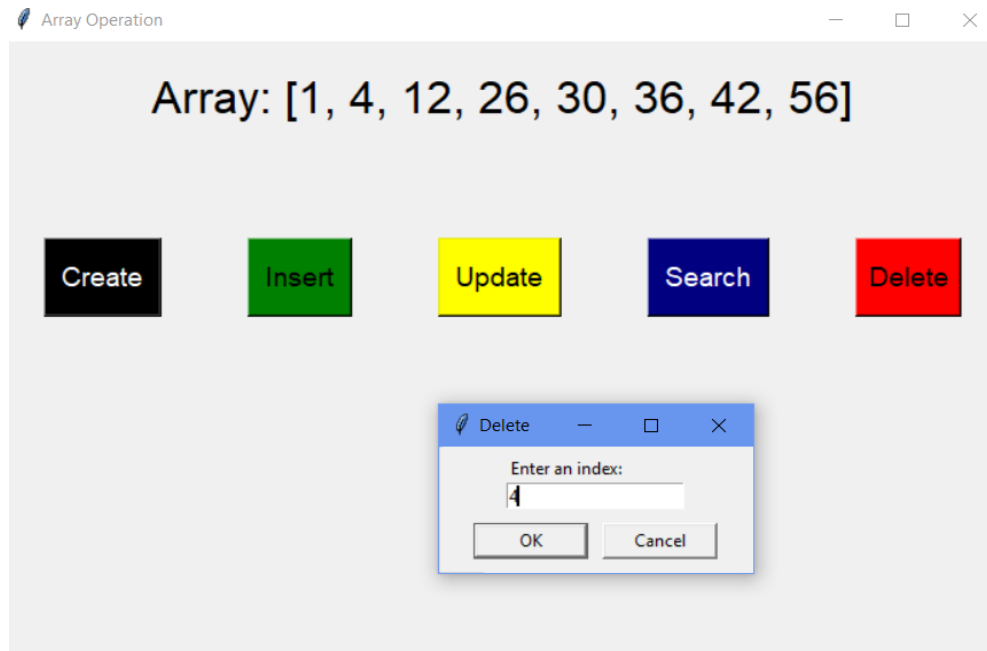 Array Operation
Array: [1, 4, 12, 26, 30, 36, 42, 56]
Create Insert Update Search Delete
Delete
Enter an index:
4
OK Cancel